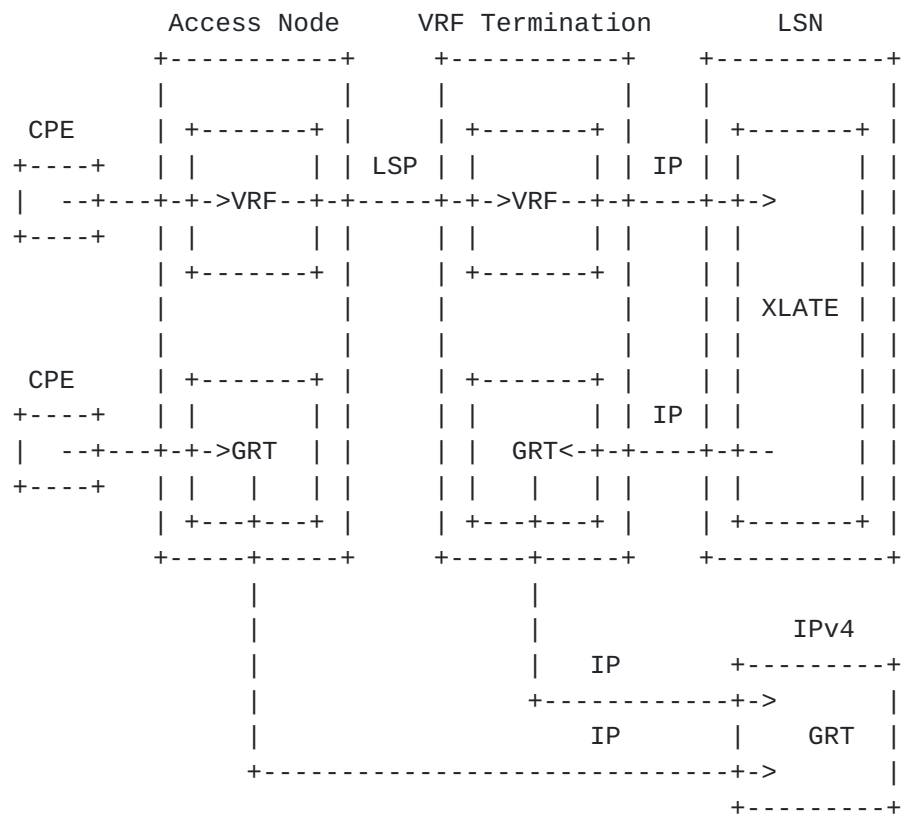 Access Node VRF Termination LSN
CPE
LSP IP
VRF VRF
XLATE
CPE
IP
GRT GRT
IPv4
IP
IP GRT